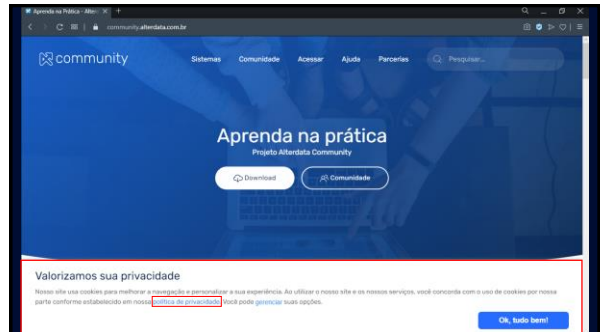 Aprenda na Prática - Alter
community.alterdata.com.br
community
Sistemas Comunidade Acessar Ajuda Parcerias Pesquisar...
Aprenda na prática
Projeto Alterdata Community
Download Comunidade
Valorizamos sua privacidade
Nosso site usa cookies para melhorar a navegação e personalizar a sua experiência. Ao utilizar o nosso site e os nossos serviços, você concorda com o uso de cookies por nossa
parte conforme estabelecido em nossa política de privacidade. Você pode gerenciar suas opções.
Ok, tudo bem!